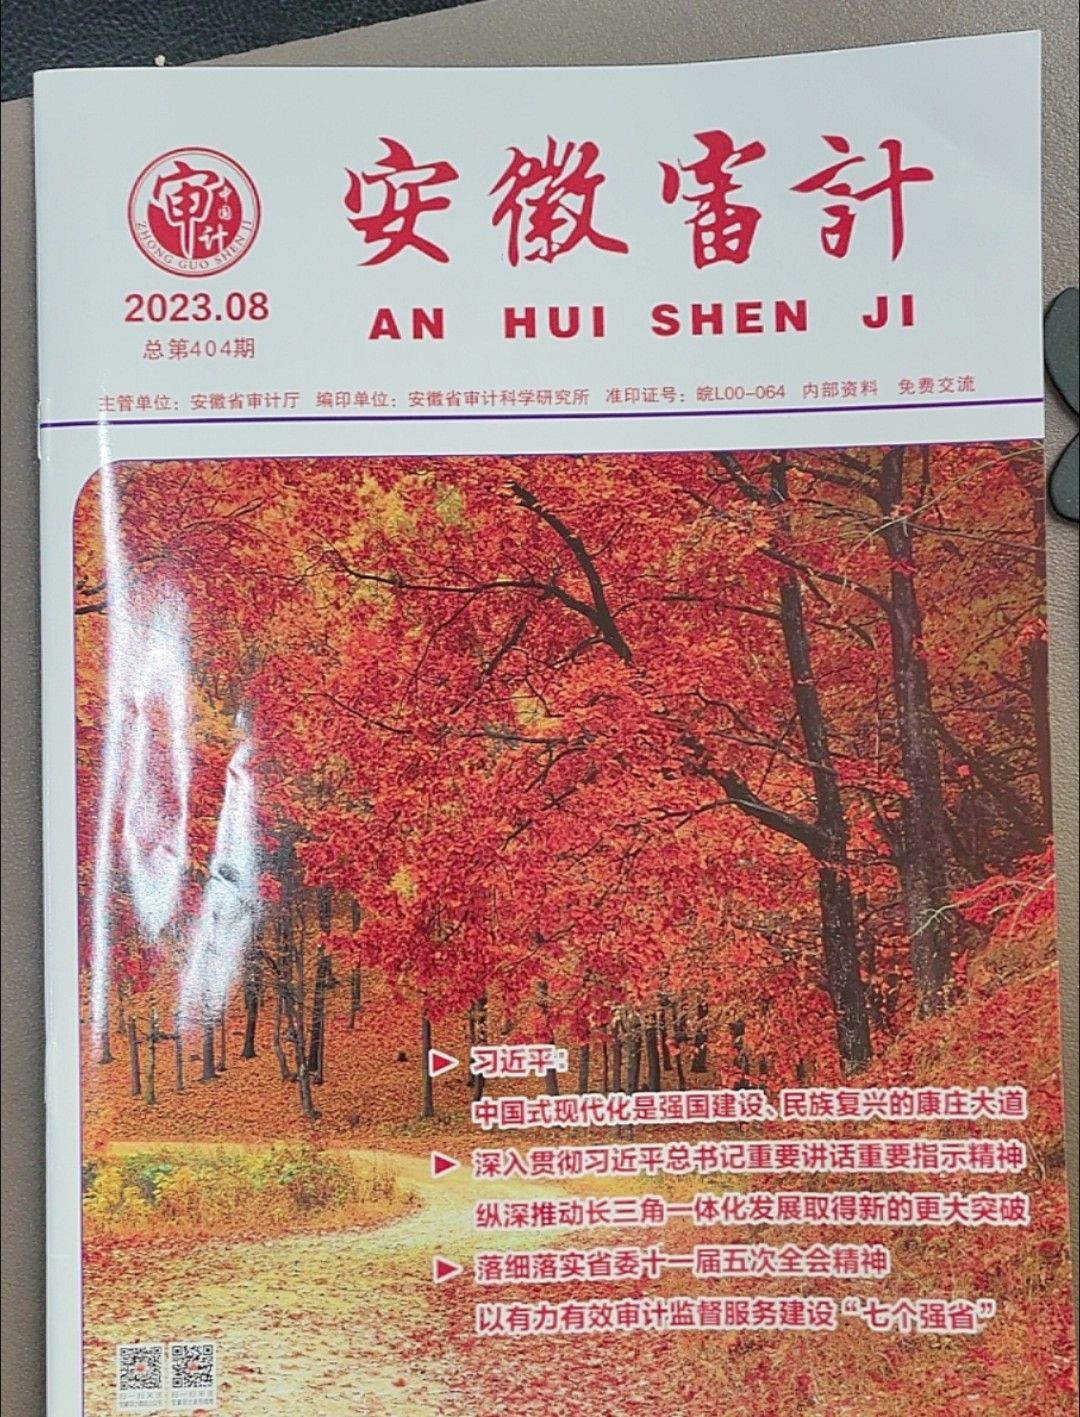 审
中国
计
ZHONG GUO SHEN JI
安徽審計
AN HUI SHEN JI
2023.08
总第404期
主管单位：安徽省审计厅 编印单位：安徽省审计科学研究所 准印证号：皖L00-064 内部资料 免费交流
习近平：
中国式现代化是强国建设、民族复兴的康庄大道
深入贯彻习近平总书记重要讲话重要指示精神
纵深推动长三角一体化发展取得新的更大突破
落细落实省委十一届五次全会精神
以有力有效审计监督服务建设“七个强省”